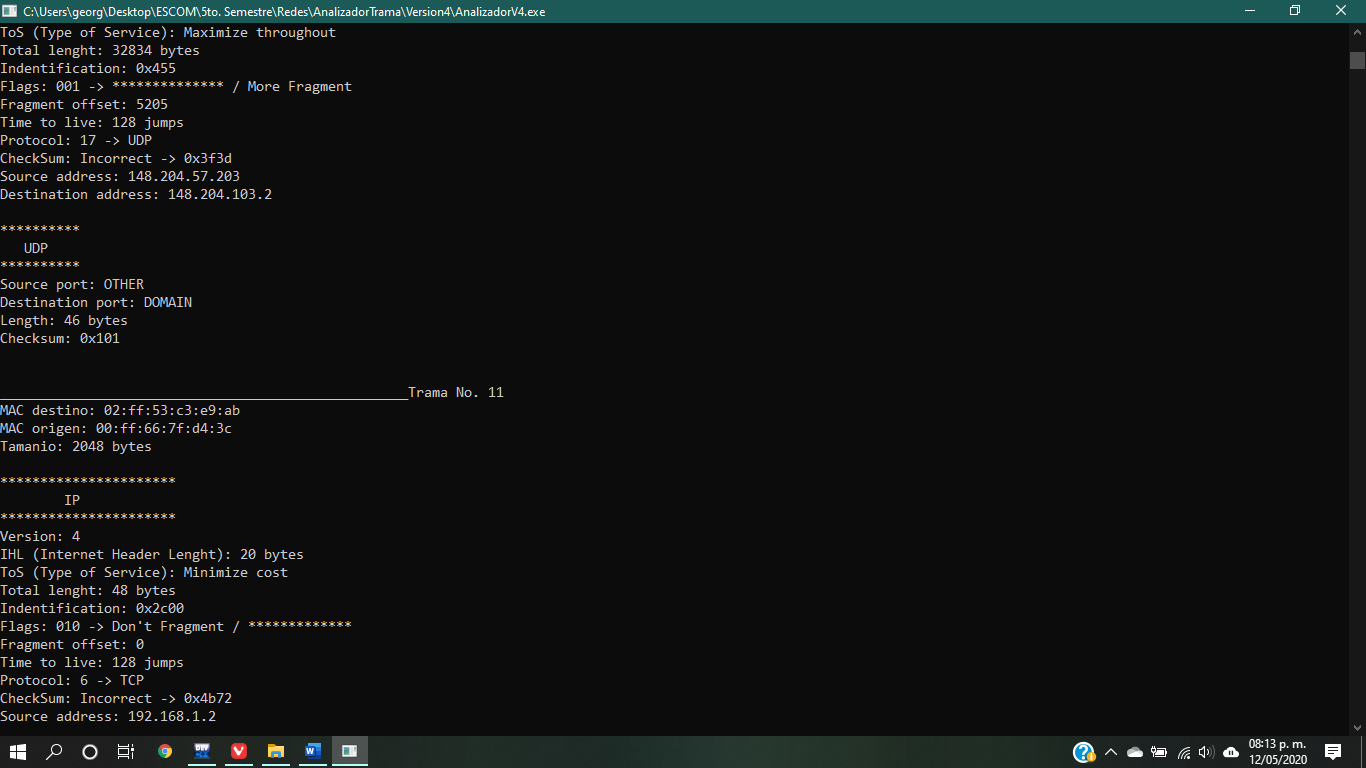 C:\Users\georg\Desktop\ESCOM\5to. Semestre\Redes\AnalizadorTrama\Version4\AnalizadorV4.exe
ToS (Type of Service): Maximize throughout
Total lenght: 32834 bytes
Indentification: 0x455
Flags: 001 -> ************** / More Fragment
Fragment offset: 5205
Time to live: 128 jumps
Protocol: 17 -> UDP
CheckSum: Incorrect -> 0x3f3d
Source address: 148.204.57.203
Destination address: 148.204.103.2
**********
UDP
**********
Source port: OTHER
Destination port: DOMAIN
Length: 46 bytes
Checksum: 0x101
___________________________________________________Trama No. 11
MAC destino: 02:ff:53:c3:e9:ab
MAC origen: 00:ff:66:7f:d4:3c
Tamanio: 2048 bytes
**********************
IP
**********************
Version: 4
IHL (Internet Header Lenght): 20 bytes
ToS (Type of Service): Minimize cost
Total lenght: 48 bytes
Indentification: 0x2c00
Flags: 010 -> Don't Fragment / *************
Fragment offset: 0
Time to live: 128 jumps
Protocol: 6 -> TCP
CheckSum: Incorrect -> 0x4b72
Source address: 192.168.1.2
08:13 p. m.
12/05/2020